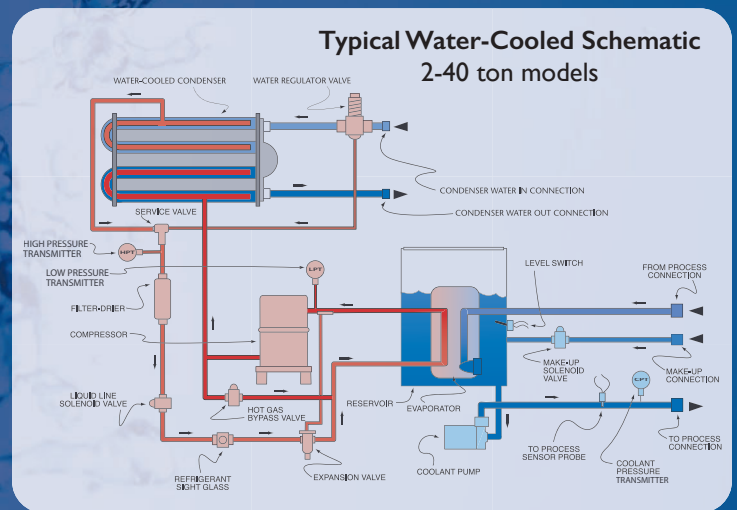 Typical Water-Cooled Schematic
2-40 ton models
WATER-COOLED CONDENSER
WATER REGULATOR VALVE
CONDENSER WATER IN CONNECTION
CONDENSER WATER OUT CONNECTION
SERVICE VALVE
HIGH PRESSURE
TRANSMITTER
HPT
LOW PRESSURE
TRANSMITTER
LPT
LEVEL SWITCH
FROM PROCESS
CONNECTION
FILTER-DRIER
COMPRESSOR
MAKE-UP
SOLENOID
VALVE
MAKE-UP
CONNECTION
LIQUID LINE
SOLENOID VALVE
HOT GAS
BYPASS VALVE
RESERVOIR
EVAPORATOR
CPT
TO PROCESS
SENSOR PROBE
TO PROCESS
CONNECTION
REFRIGERANT
SIGHT GLASS
EXPANSION VALVE
COOLANT PUMP
COOLANT
PRESSURE
TRANSMITTER